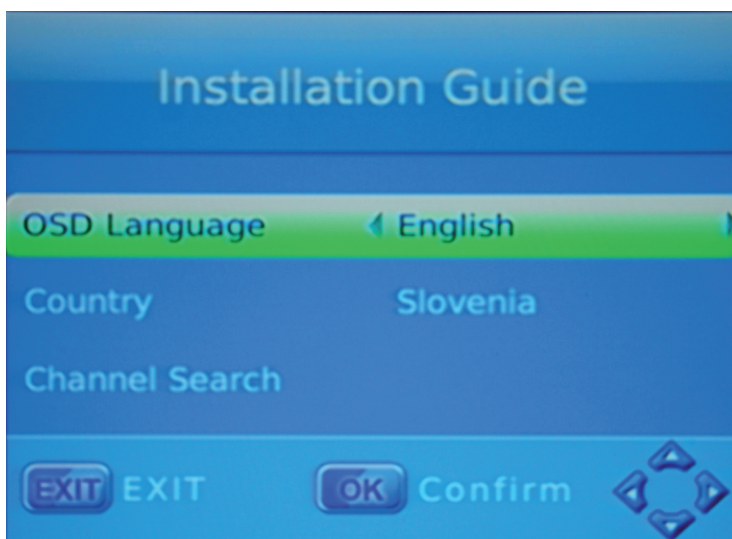 Installation Guide
OSD Language English
Country Slovenia
Channel Search
EXIT EXIT OK Confirm